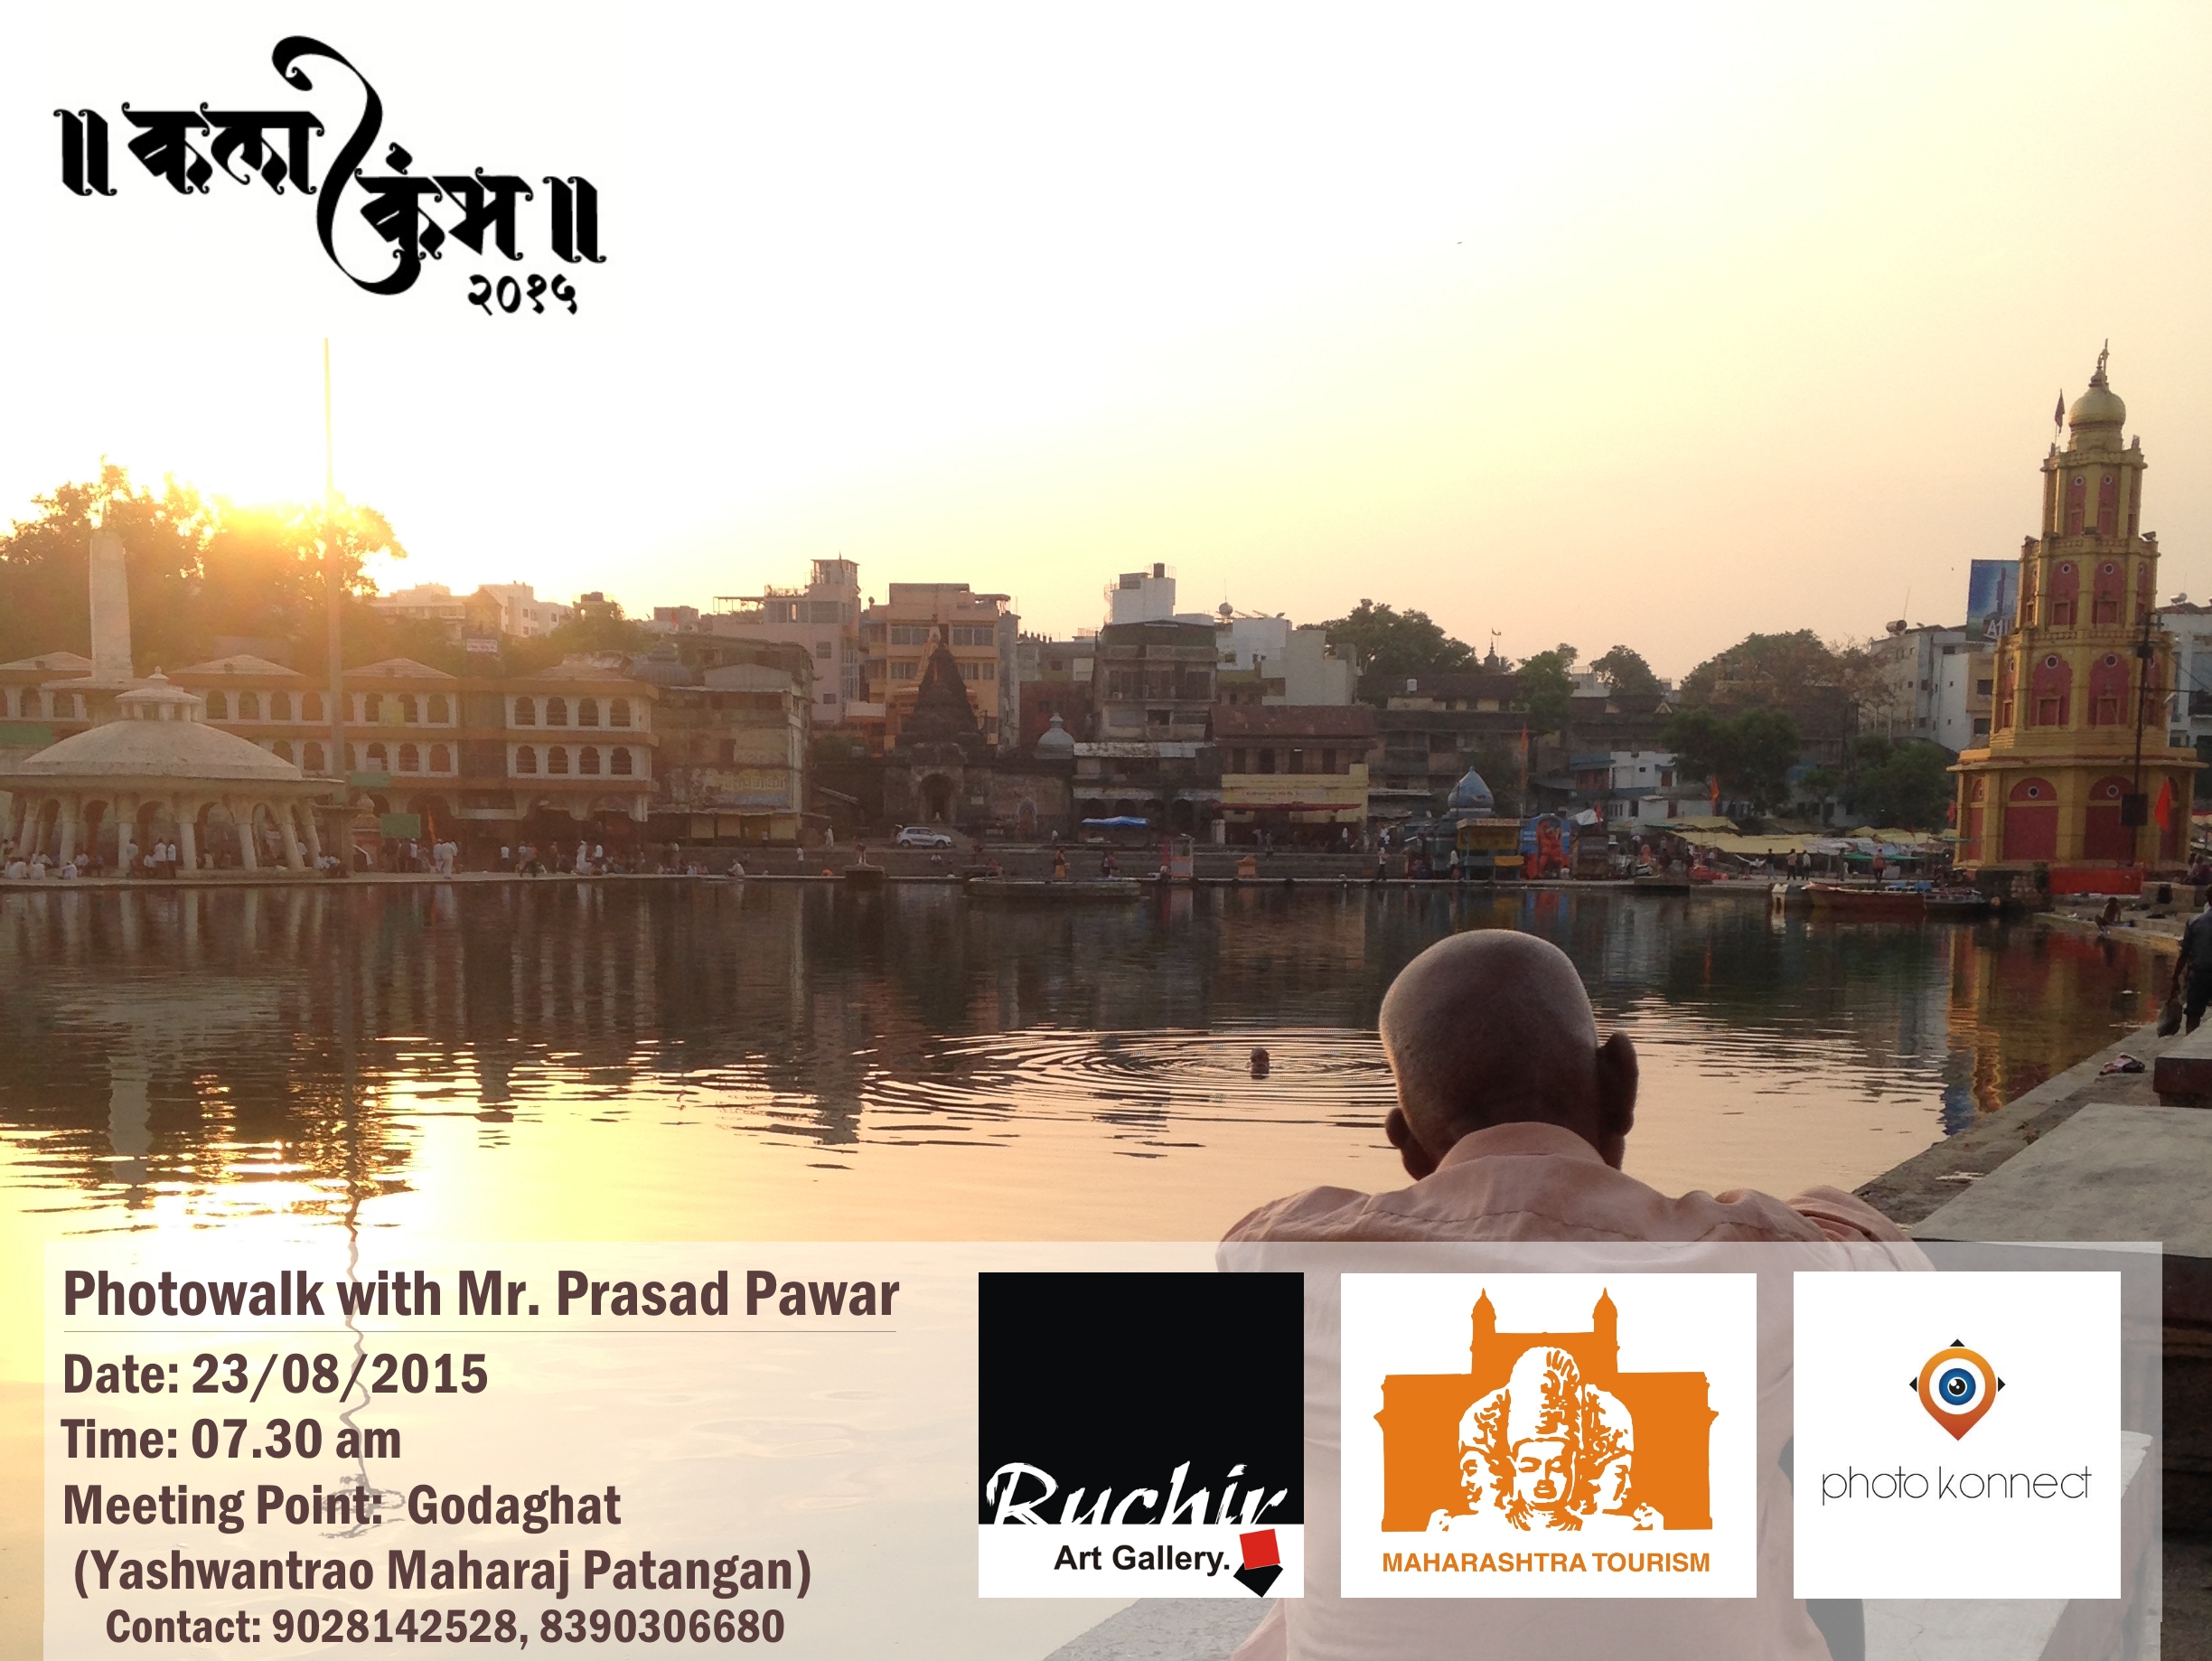 ॥ कला
कुंभ ॥
२०१५
Photowalk with Mr. Prasad Pawar
Date: 23/08/2015
Time: 07.30 am
Meeting Point: Godaghat
(Yashwantrao Maharaj Patangan)
Contact: 9028142528, 8390306680
Ruchir
Art Gallery.
MAHARASHTRA TOURISM
photo konnect